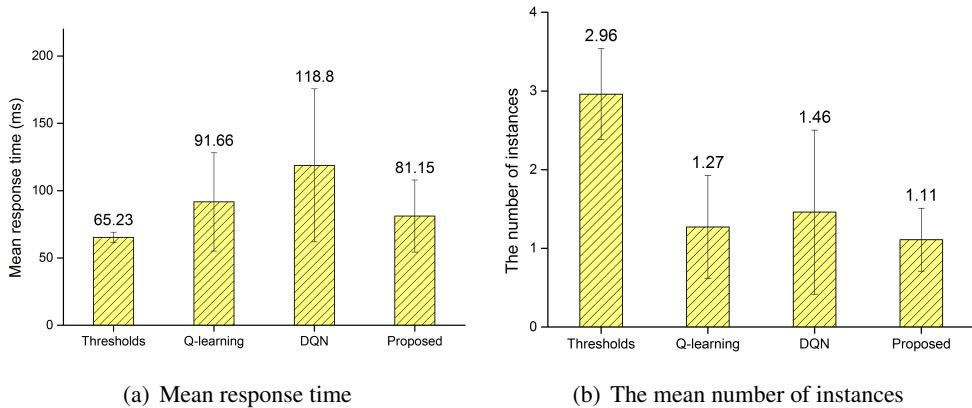 Mean response time (ms)
200
150
100
50
0
65.23
91.66
118.8
81.15
Thresholds
Q-learning
DQN
Proposed
(a) Mean response time
The number of instances
4
3
2
1
0
2.96
1.27
1.46
1.11
Thresholds
Q-learning
DQN
Proposed
(b) The mean number of instances